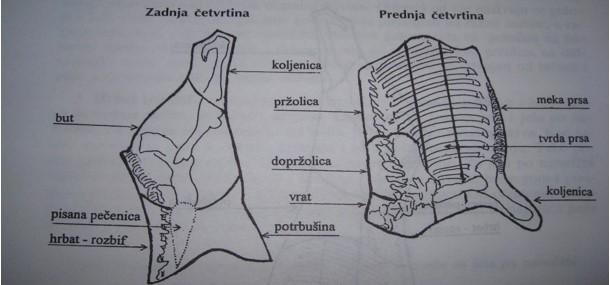 Zadnja četvrtina
koljenica
but
pisana pečenica
hrbat - rozbif
potrbušina
Prednja četvrtina
pržolica
dopržolica
vrat
meka prsa
tvrda prsa
koljenica